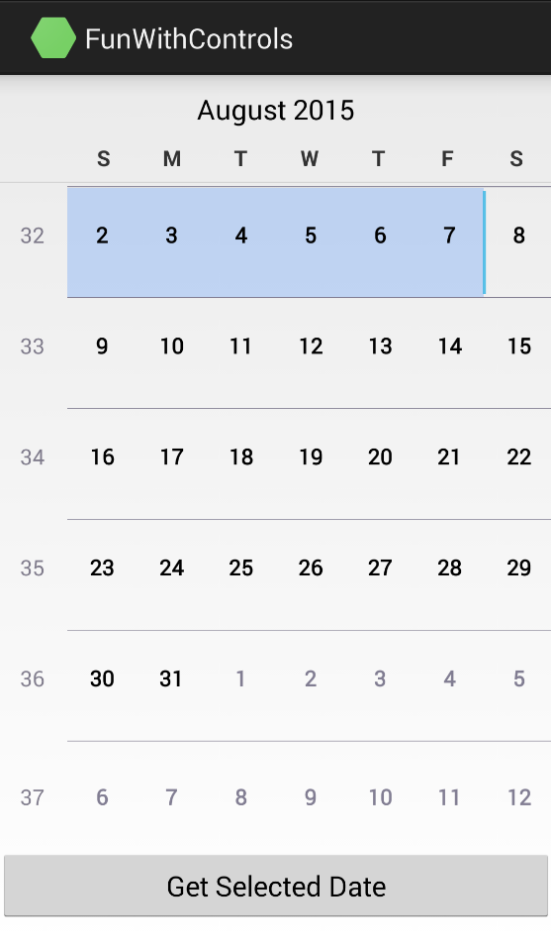 FunWithControls
August 2015
S M T W T F S
32 2 3 4 5 6 7 8
33 9 10 11 12 13 14 15
34 16 17 18 19 20 21 22
35 23 24 25 26 27 28 29
36 30 31 1 2 3 4 5
37 6 7 8 9 10 11 12
Get Selected Date